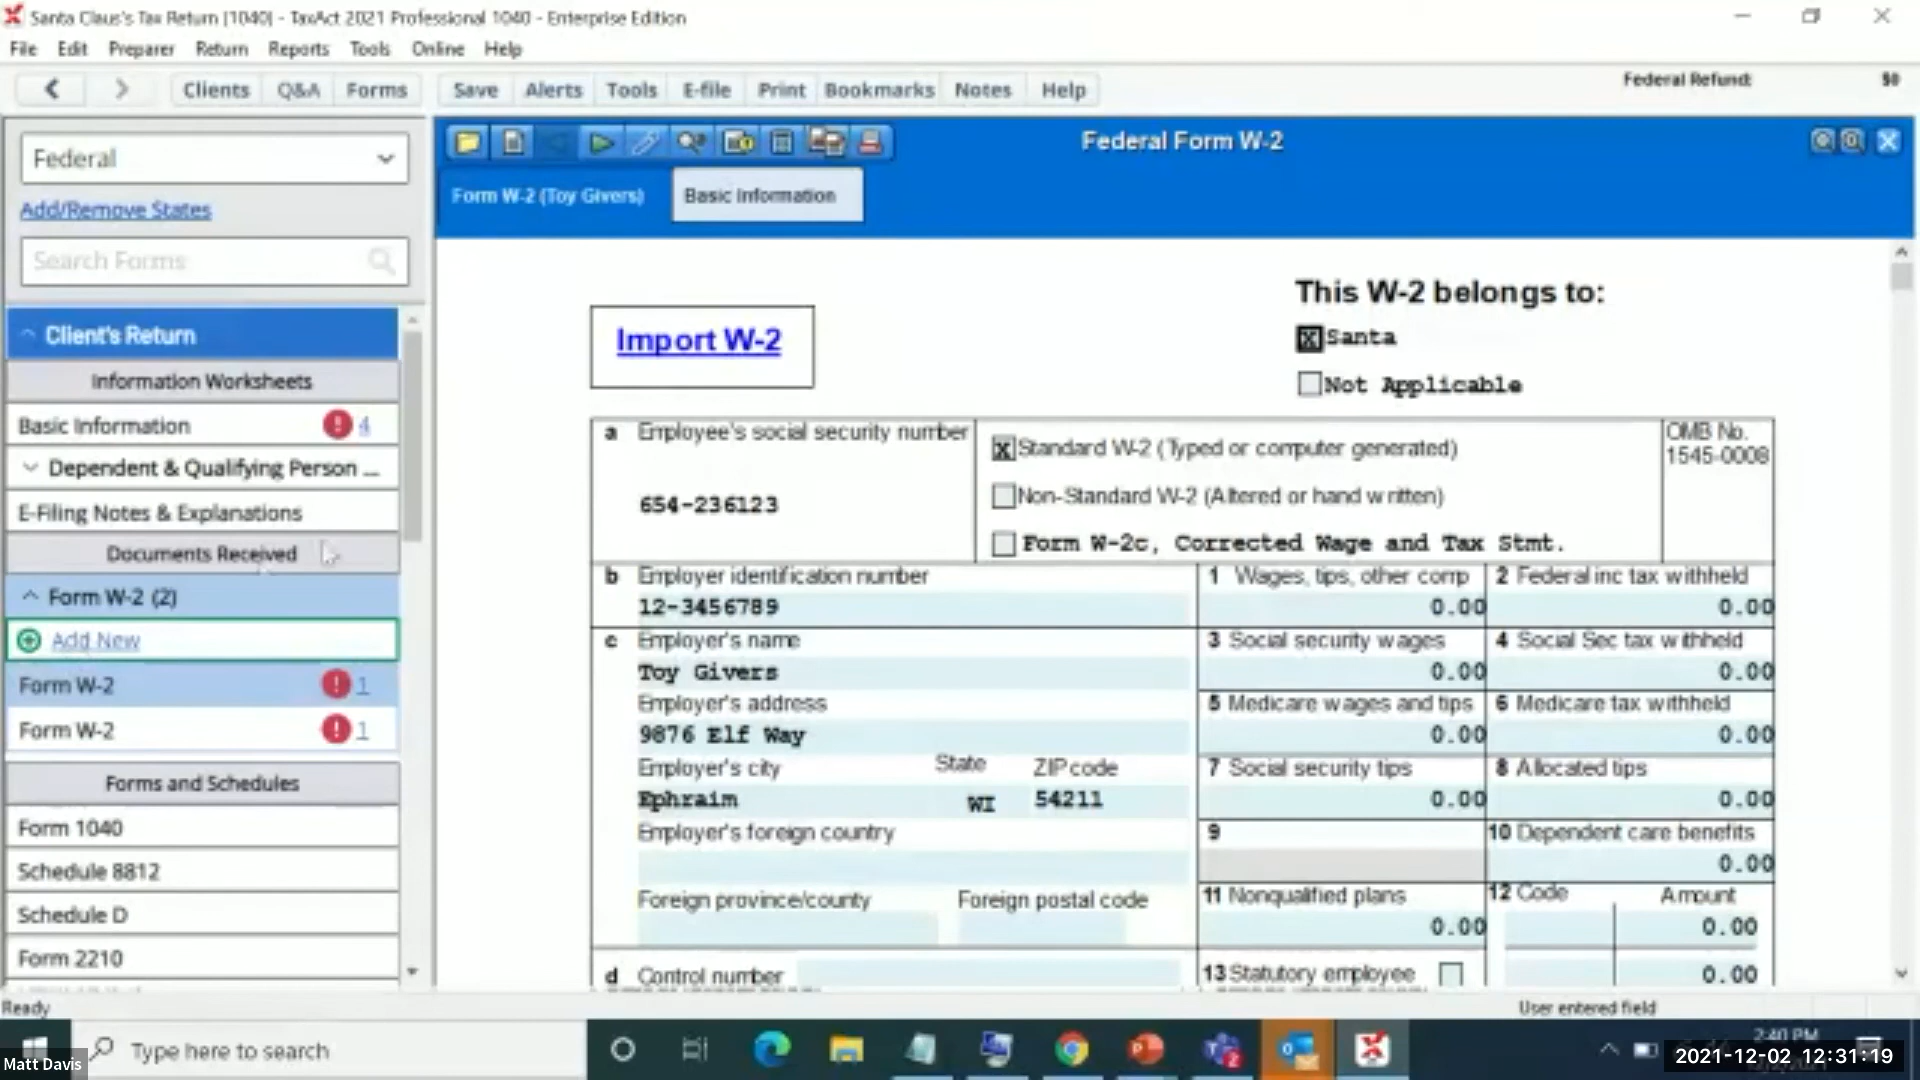 Santa Claus's Tax Return (1040) - TaxAct 2021 Professional 1040 - Enterprise Edition
File Edit Preparer Return Reports Tools Online Help
Clients Q&A Forms Save Alerts Tools E-file Print Bookmarks Notes Help
Federal Refund: $0
Federal
Add/Remove States
Search Forms
Client's Return
Information Worksheets
Basic Information 4
Dependent & Qualifying Person ...
E-Filing Notes & Explanations
Documents Received
Form W-2 (2)
Add New
Form W-2 1
Form W-2 1
Forms and Schedules
Form 1040
Schedule 8812
Schedule D
Form 2210
Federal Form W-2
Form W-2 (Toy Givers) Basic Information
Import W-2
This W-2 belongs to:
X Santa
Not Applicable
a Employee's social security number
654-236123
X Standard W-2 (Typed or computer generated)
Non-Standard W-2 (Altered or hand written)
Form W-2c, Corrected Wage and Tax Stmt.
OMB No.
1545-0008
b Employer identification number
12-3456789
1 Wages, tips, other comp
0.00
2 Federal inc tax withheld
0.00
c Employer's name
Toy Givers
3 Social security wages
0.00
4 Social Sec tax withheld
0.00
Employer's address
9876 Elf Way
5 Medicare wages and tips
0.00
6 Medicare tax withheld
0.00
Employer's city State ZIP code
Ephraim WI 54211
7 Social security tips
0.00
8 Allocated tips
0.00
Employer's foreign country
9
10 Dependent care benefits
0.00
Foreign province/county Foreign postal code
11 Nonqualified plans
0.00
12 Code Amount
0.00
0.00
d Control number
13 Statutory employee
Ready
User entered field
Type here to search
2
2:40 PM
Matt Davis
2021-12-02 12:31:19